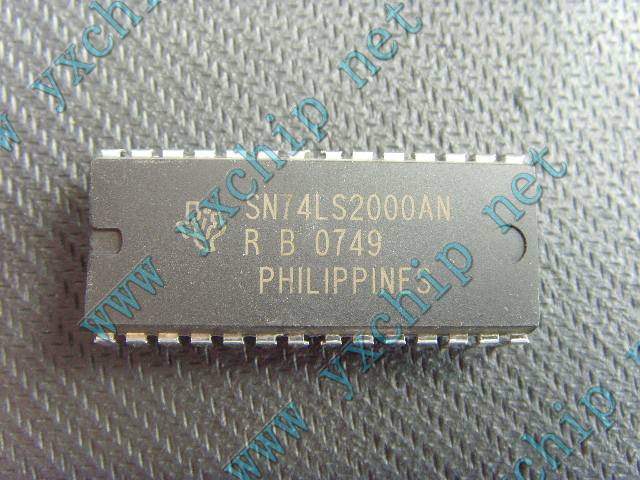 www yxchip net
www yxchip net
SN74LS2000AN
R B 0749
PHILIPPINES
www yxchip net